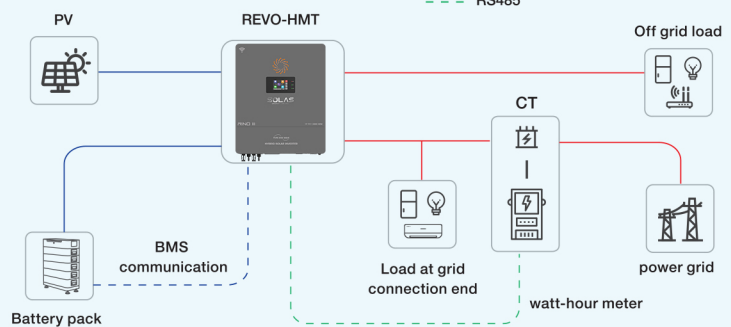 RS485
PV
REVO-HMT
Off grid load
CT
BMS
communication
Load at grid
connection end
power grid
watt-hour meter
Battery pack